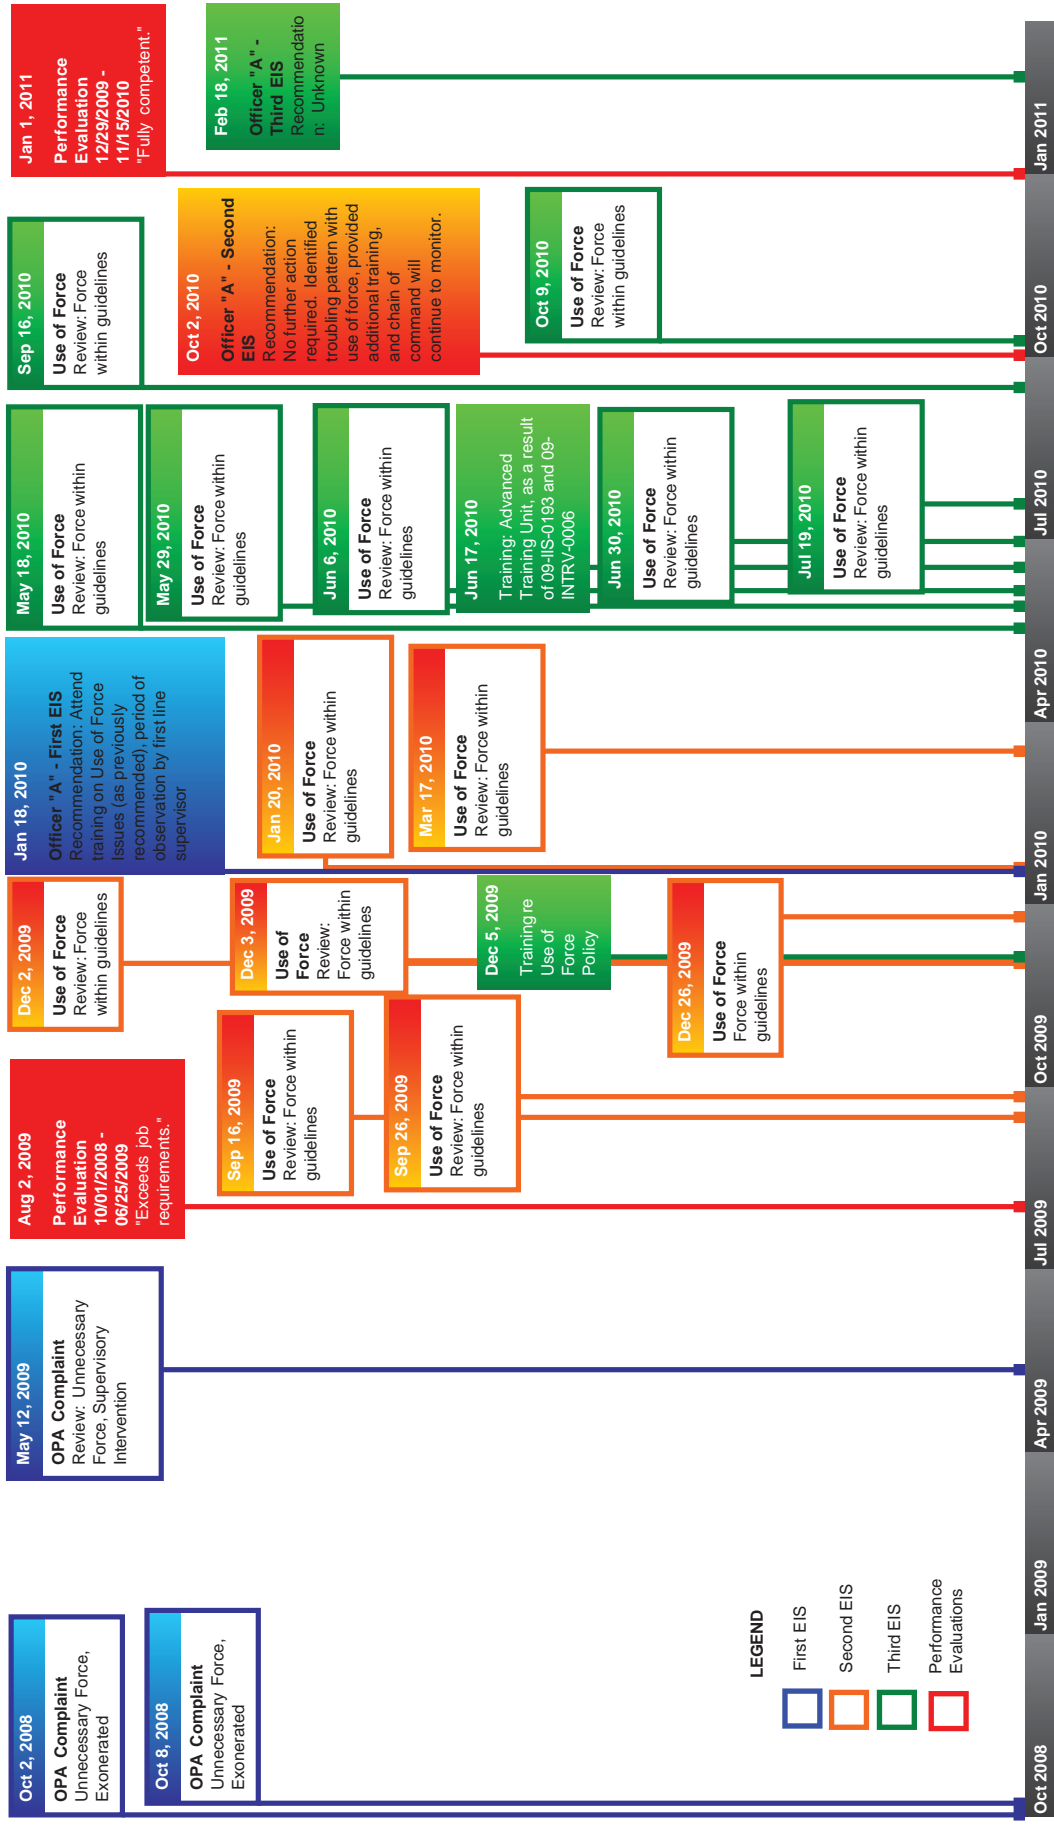 Oct 2, 2008
OPA Complaint
Unnecessary Force,
Exonerated
Oct 8, 2008
OPA Complaint
Unnecessary Force,
Exonerated
May 12, 2009
OPA Complaint
Review: Unnecessary
Force, Supervisory
Intervention
Aug 2, 2009
Performance
Evaluation
10/01/2008 -
06/25/2009
"Exceeds job
requirements."
Sep 16, 2009
Use of Force
Review: Force within
guidelines
Sep 26, 2009
Use of Force
Review: Force within
guidelines
Dec 2, 2009
Use of Force
Review: Force
within guidelines
Dec 3, 2009
Use of
Force
Review:
Force within
guidelines
Dec 5, 2009
Training re
Use of
Force
Policy
Dec 26, 2009
Use of Force
Force within
guidelines
Jan 18, 2010
Officer "A" - First EIS
Recommendation: Attend
training on Use of Force
Issues (as previously
recommended), period of
observation by first line
supervisor
Jan 20, 2010
Use of Force
Review: Force within
guidelines
Mar 17, 2010
Use of Force
Review: Force within
guidelines
May 18, 2010
Use of Force
Review: Force within
guidelines
May 29, 2010
Use of Force
Review: Force within
guidelines
Jun 6, 2010
Use of Force
Review: Force within
guidelines
Jun 17, 2010
Training: Advanced
Training Unit, as a result
of 09-IIS-0193 and 09-
INTRV-0006
Jun 30, 2010
Use of Force
Review: Force within
guidelines
Jul 19, 2010
Use of Force
Review: Force within
guidelines
Sep 16, 2010
Use of Force
Review: Force
within guidelines
Oct 2, 2010
Officer "A" - Second
EIS
Recommendation:
No further action
required. Identified
troubling pattern with
use of force, provided
additional training,
and chain of
command will
continue to monitor.
Oct 9, 2010
Use of Force
Review: Force
within guidelines
Jan 1, 2011
Performance
Evaluation
12/29/2009 -
11/15/2010
"Fully competent."
Feb 18, 2011
Officer "A" -
Third EIS
Recommendatio
n: Unknown
LEGEND
First EIS
Second EIS
Third EIS
Performance
Evaluations
Oct 2008
Jan 2009
Apr 2009
Jul 2009
Oct 2009
Jan 2010
Apr 2010
Jul 2010
Oct 2010
Jan 2011